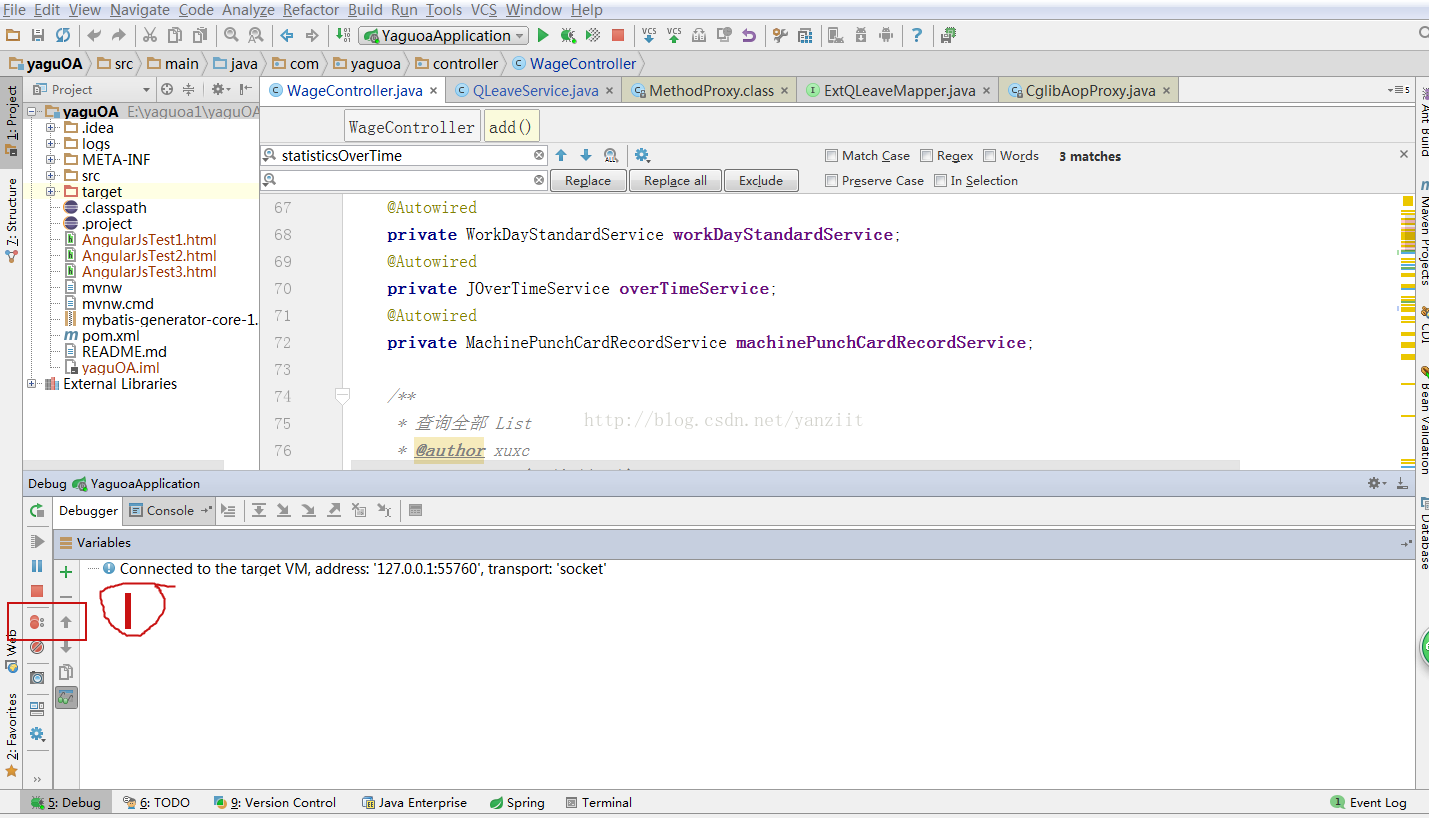 File Edit View Navigate Code Analyze Refactor Build Run Tools VCS Window Help
YaguoaApplication VCS VCS
yaguOA src main java com yaguoa controller WageController
Project WageController.java QLeaveService.java MethodProxy.class ExtQLeaveMapper.java CglibAopProxy.java 5
1: Project
7: Structure
Web
2: Favorites
yaguOA E:\yaguoa1\yaguOA
.idea
logs
META-INF
src
target
.classpath
.project
AngularJsTest1.html
AngularJsTest2.html
AngularJsTest3.html
mvnw
mvnw.cmd
mybatis-generator-core-1.
pom.xml
README.md
yaguOA.iml
External Libraries
WageController add()
statisticsOverTime Match Case Regex Words 3 matches
Replace Replace all Exclude Preserve Case In Selection
67 @Autowired
68 private WorkDayStandardService workDayStandardService;
69 @Autowired
70 private JOverTimeService overTimeService;
71 @Autowired
72 private MachinePunchCardRecordService machinePunchCardRecordService;
73
74 /**
75 * 查询全部 List
76 * @author xuxc
http://blog.csdn.net/yanziit
Ant Build
Maven Projects
CDI
Bean Validation
Database
Debug YaguoaApplication
Debugger Console
Variables
Connected to the target VM, address: '127.0.0.1:55760', transport: 'socket'
1
5: Debug 6: TODO 9: Version Control Java Enterprise Spring Terminal 1 Event Log